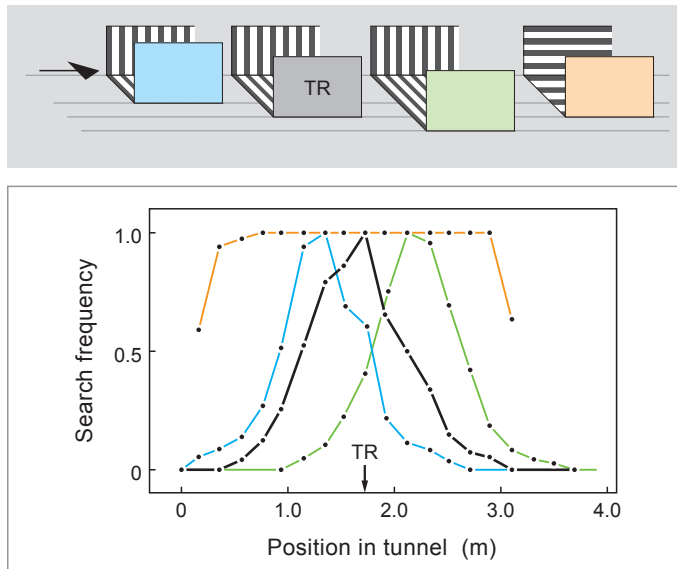 TR
Search frequency
1.0
0.5
0
TR
0 1.0 2.0 3.0 4.0
Position in tunnel (m)